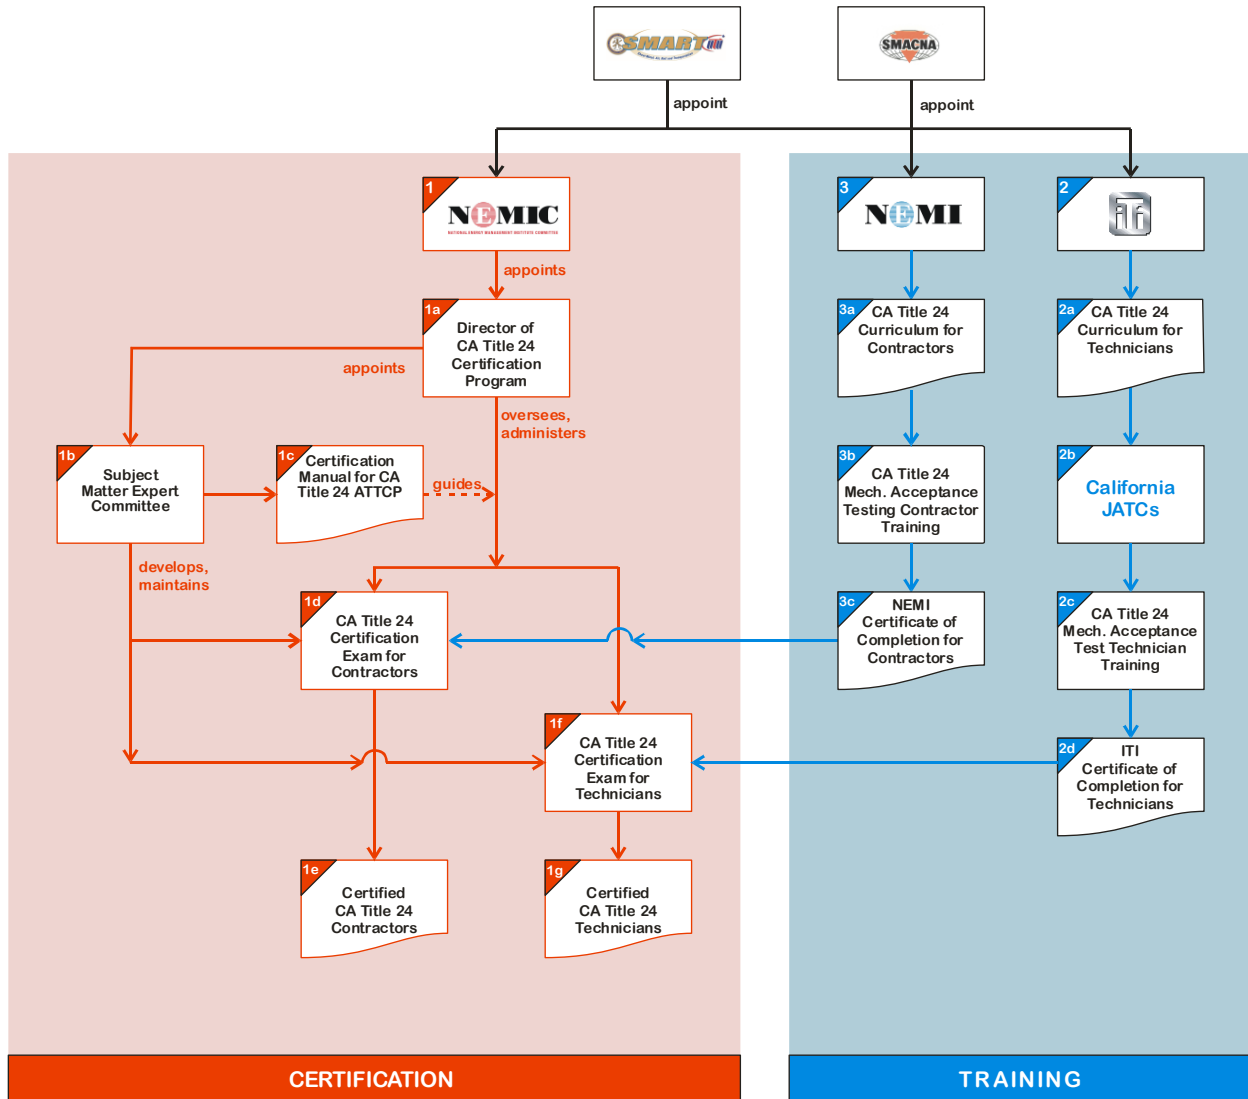 SMART
SMACNA
appoint
appoint
1
NEMIC
NATIONAL ENERGY MANAGEMENT INSTITUTE COMMITTEE
3
NEMI
2
iTi
appoints
1a
Director of
CA Title 24
Certification
Program
3a
CA Title 24
Curriculum for
Contractors
2a
CA Title 24
Curriculum for
Technicians
appoints
oversees,
administers
1b
Subject
Matter Expert
Committee
1c
Certification
Manual for CA
Title 24 ATTCP
guides
3b
CA Title 24
Mech. Acceptance
Testing Contractor
Training
2b
California
JATCs
develops,
maintains
1d
CA Title 24
Certification
Exam for
Contractors
3c
NEMI
Certificate of
Completion for
Contractors
2c
CA Title 24
Mech. Acceptance
Test Technician
Training
1f
CA Title 24
Certification
Exam for
Technicians
2d
ITI
Certificate of
Completion for
Technicians
1e
Certified
CA Title 24
Contractors
1g
Certified
CA Title 24
Technicians
CERTIFICATION
TRAINING